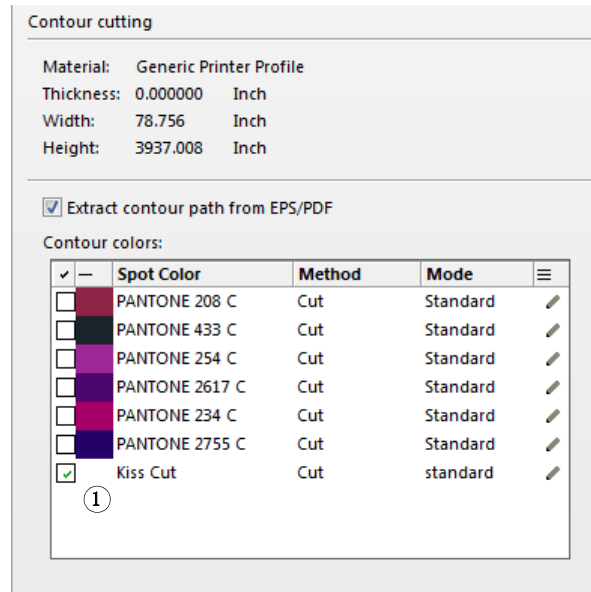 Contour cutting
Material: Generic Printer Profile
Thickness: 0.000000 Inch
Width: 78.756 Inch
Height: 3937.008 Inch
Extract contour path from EPS/PDF
Contour colors:
Spot Color Method Mode
PANTONE 208 C Cut Standard
PANTONE 433 C Cut Standard
PANTONE 254 C Cut Standard
PANTONE 2617 C Cut Standard
PANTONE 234 C Cut Standard
PANTONE 2755 C Cut Standard
Kiss Cut Cut standard
①